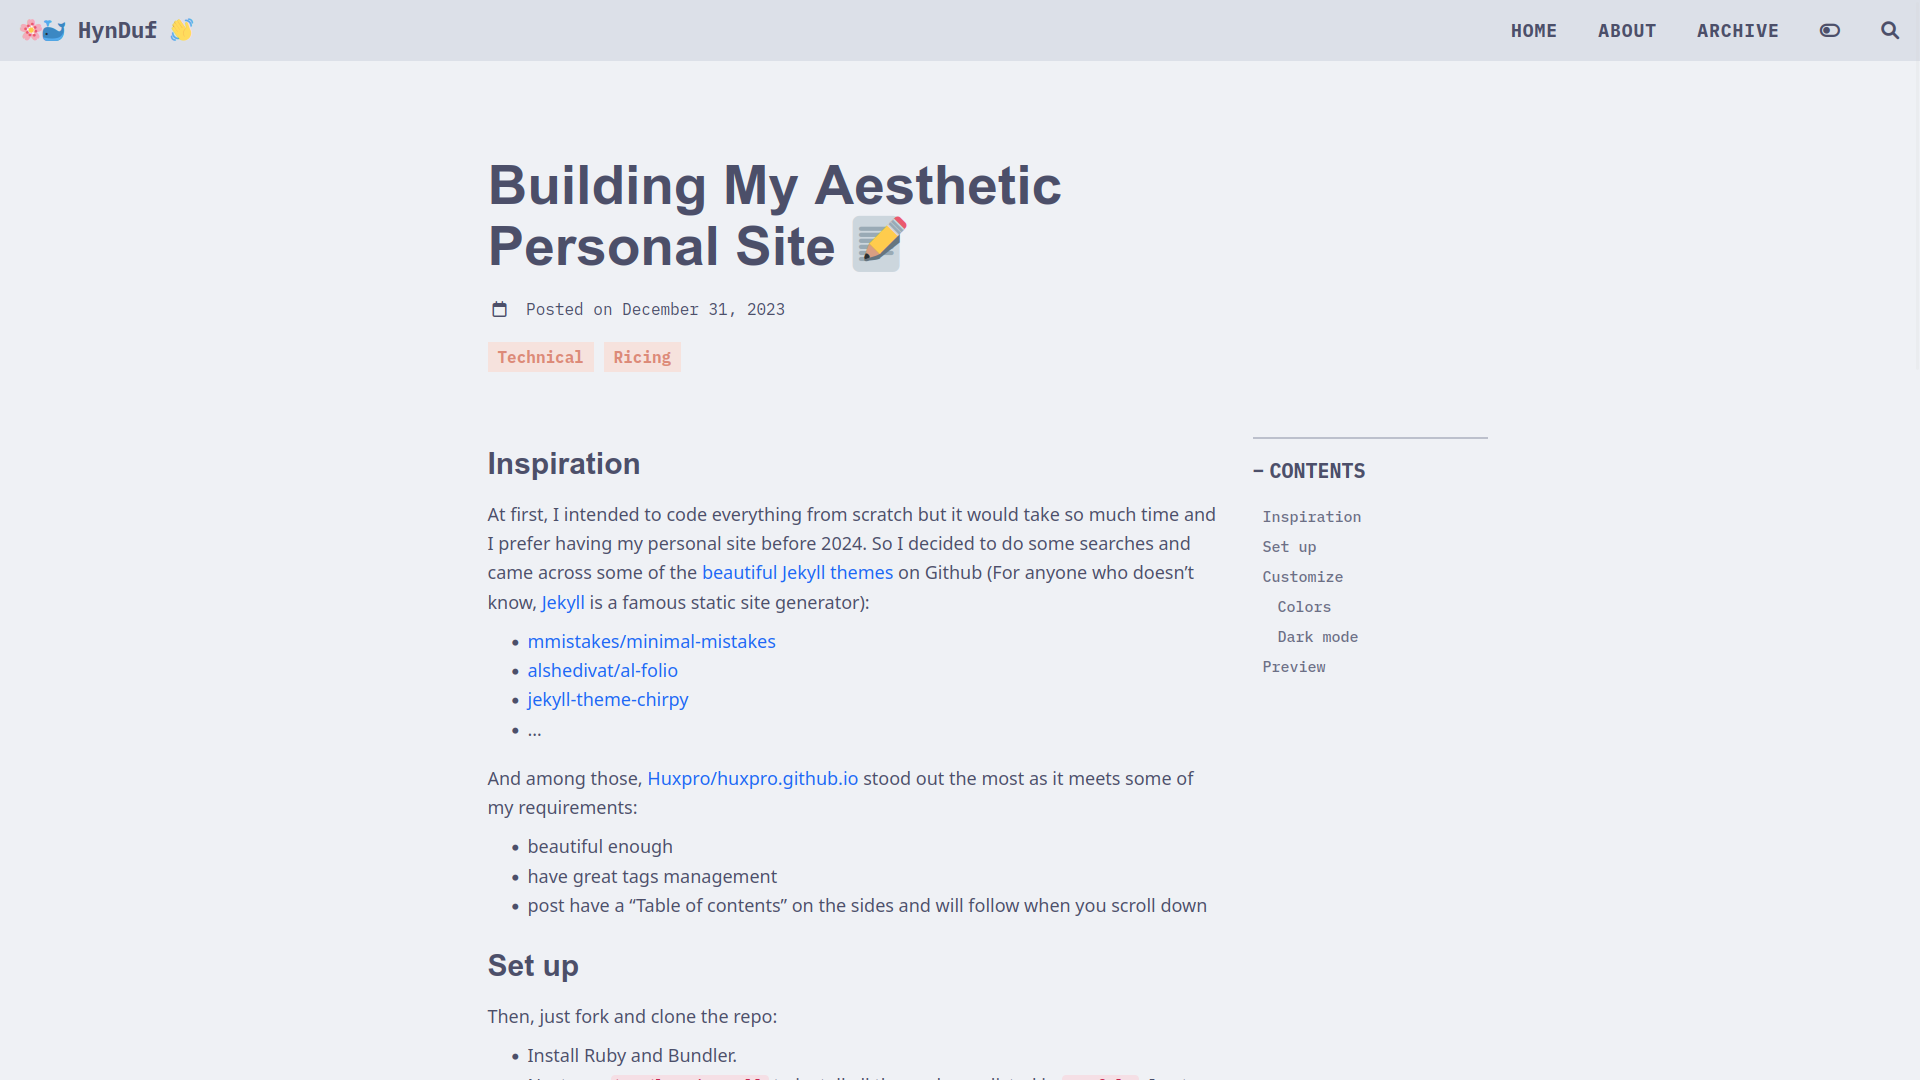 🌸🐳 HynDuf 👋
HOME ABOUT ARCHIVE
Building My Aesthetic
Personal Site 📝
Posted on December 31, 2023
Technical Ricing
Inspiration
At first, I intended to code everything from scratch but it would take so much time and
I prefer having my personal site before 2024. So I decided to do some searches and
came across some of the beautiful Jekyll themes on Github (For anyone who doesn’t
know, Jekyll is a famous static site generator):
• mmistakes/minimal-mistakes
• alshedivat/al-folio
• jekyll-theme-chirpy
• …
And among those, Huxpro/huxpro.github.io stood out the most as it meets some of
my requirements:
• beautiful enough
• have great tags management
• post have a “Table of contents” on the sides and will follow when you scroll down
Set up
Then, just fork and clone the repo:
• Install Ruby and Bundler.
− CONTENTS
Inspiration
Set up
Customize
Colors
Dark mode
Preview